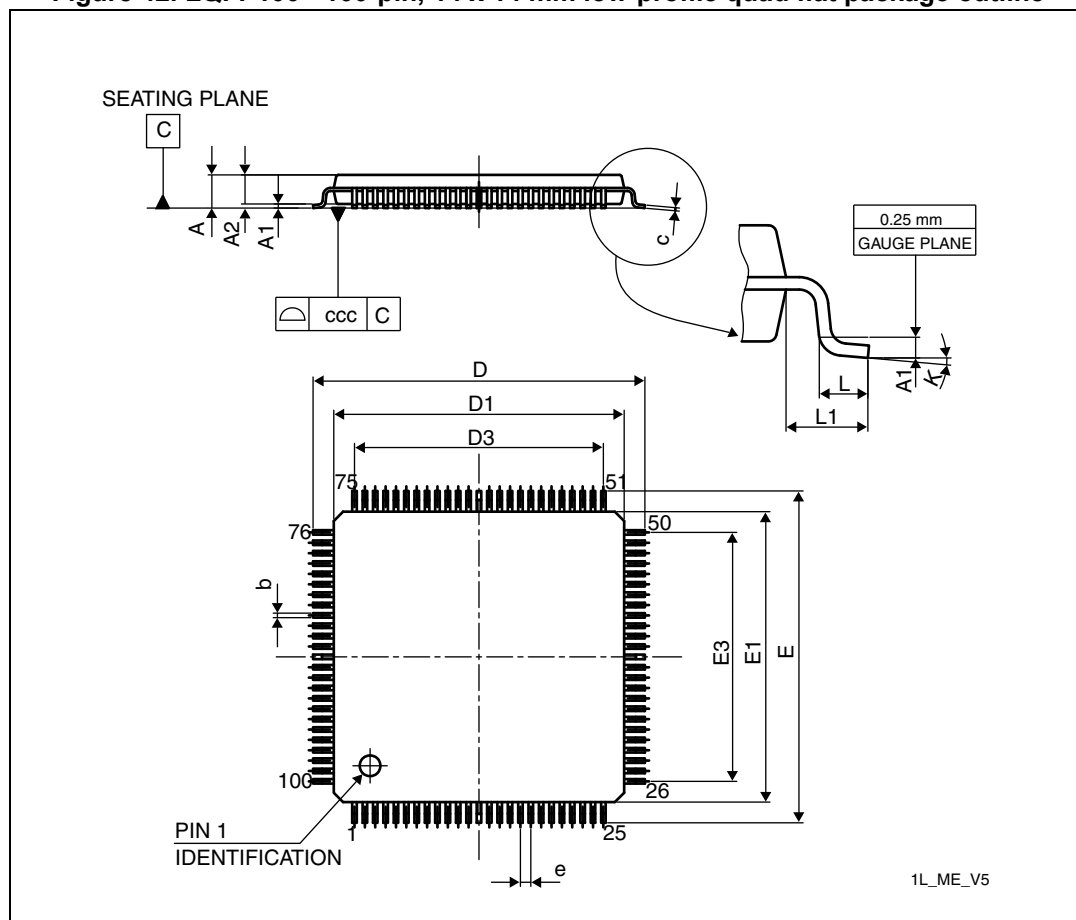 SEATING PLANE
C
A
A2
A1
c
ccc C
0.25 mm
GAUGE PLANE
A1
K
L
L1
D
D1
D3
75
51
76
50
b
E3
E1
E
100
26
PIN 1
IDENTIFICATION
1
25
e
1L_ME_V5